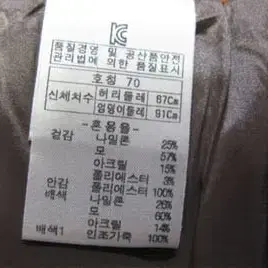 KC
품질경영 및 공산품안전
관리법에 의한 품질표시
호칭 70
신체치수 허리둘레 67Cm
엉덩이둘레 91Cm
-혼용율-
겉감 나일론 25%
모 57%
아크릴 15%
폴리에스터 3%
안감 폴리에스터 100%
배색 나일론 26%
모 60%
아크릴 14%
배색1 인조가죽 100%